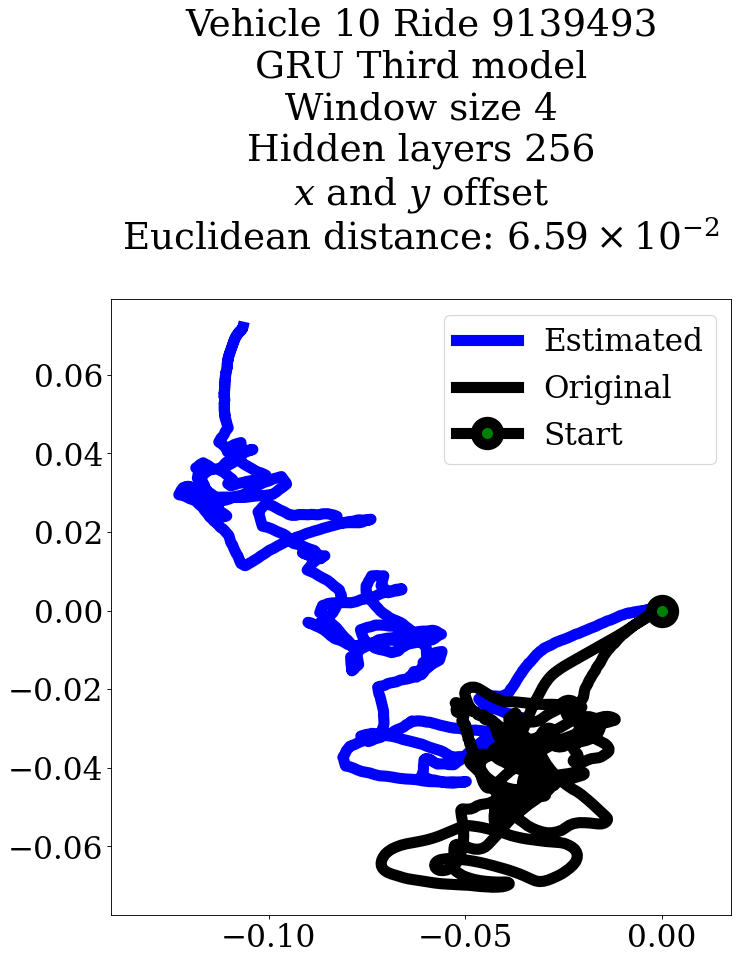 Vehicle 10 Ride 9139493
GRU Third model
Window size 4
Hidden layers 256
x and y offset
Euclidean distance: 6.59 × 10⁻²
Estimated
Original
Start
0.06
0.04
0.02
0.00
−0.02
−0.04
−0.06
−0.10 −0.05 0.00